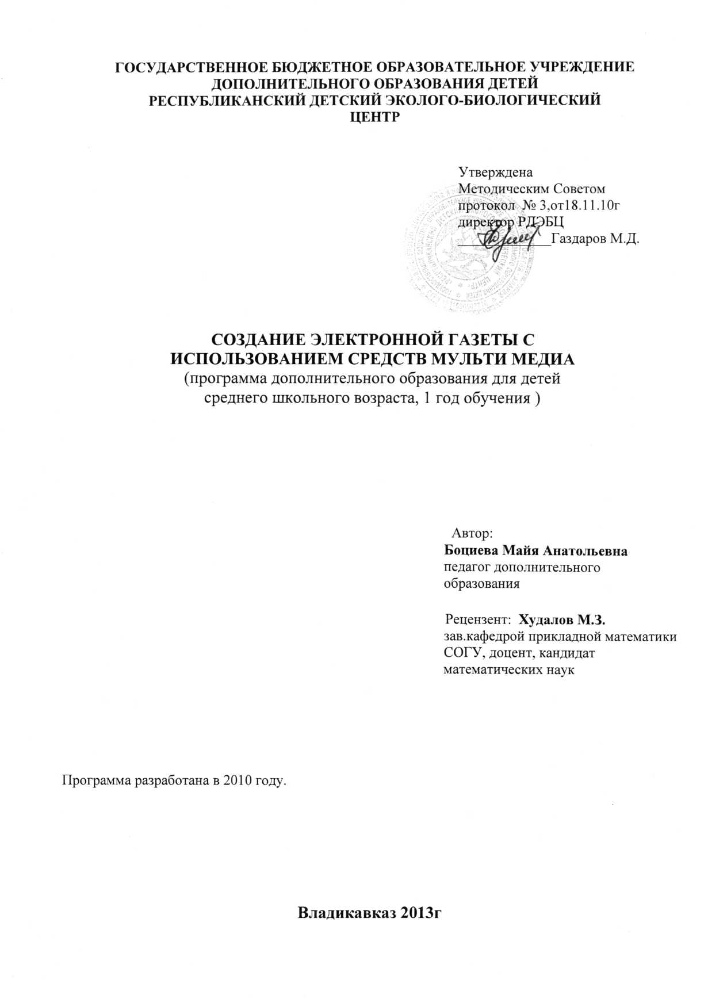 ГОСУДАРСТВЕННОЕ БЮДЖЕТНОЕ ОБРАЗОВАТЕЛЬНОЕ УЧРЕЖДЕНИЕ
ДОПОЛНИТЕЛЬНОГО ОБРАЗОВАНИЯ ДЕТЕЙ
РЕСПУБЛИКАНСКИЙ ДЕТСКИЙ ЭКОЛОГО-БИОЛОГИЧЕСКИЙ
ЦЕНТР
Утверждена
Методическим Советом
протокол № 3,от18.11.10г
директор РДЭБЦ
____________Газдаров М.Д.
СОЗДАНИЕ ЭЛЕКТРОННОЙ ГАЗЕТЫ С
ИСПОЛЬЗОВАНИЕМ СРЕДСТВ МУЛЬТИ МЕДИА
(программа дополнительного образования для детей
среднего школьного возраста, 1 год обучения )
Автор:
Боциева Майя Анатольевна
педагог дополнительного
образования
Рецензент: Худалов М.З.
зав.кафедрой прикладной математики
СОГУ, доцент, кандидат
математических наук
Программа разработана в 2010 году.
Владикавказ 2013г